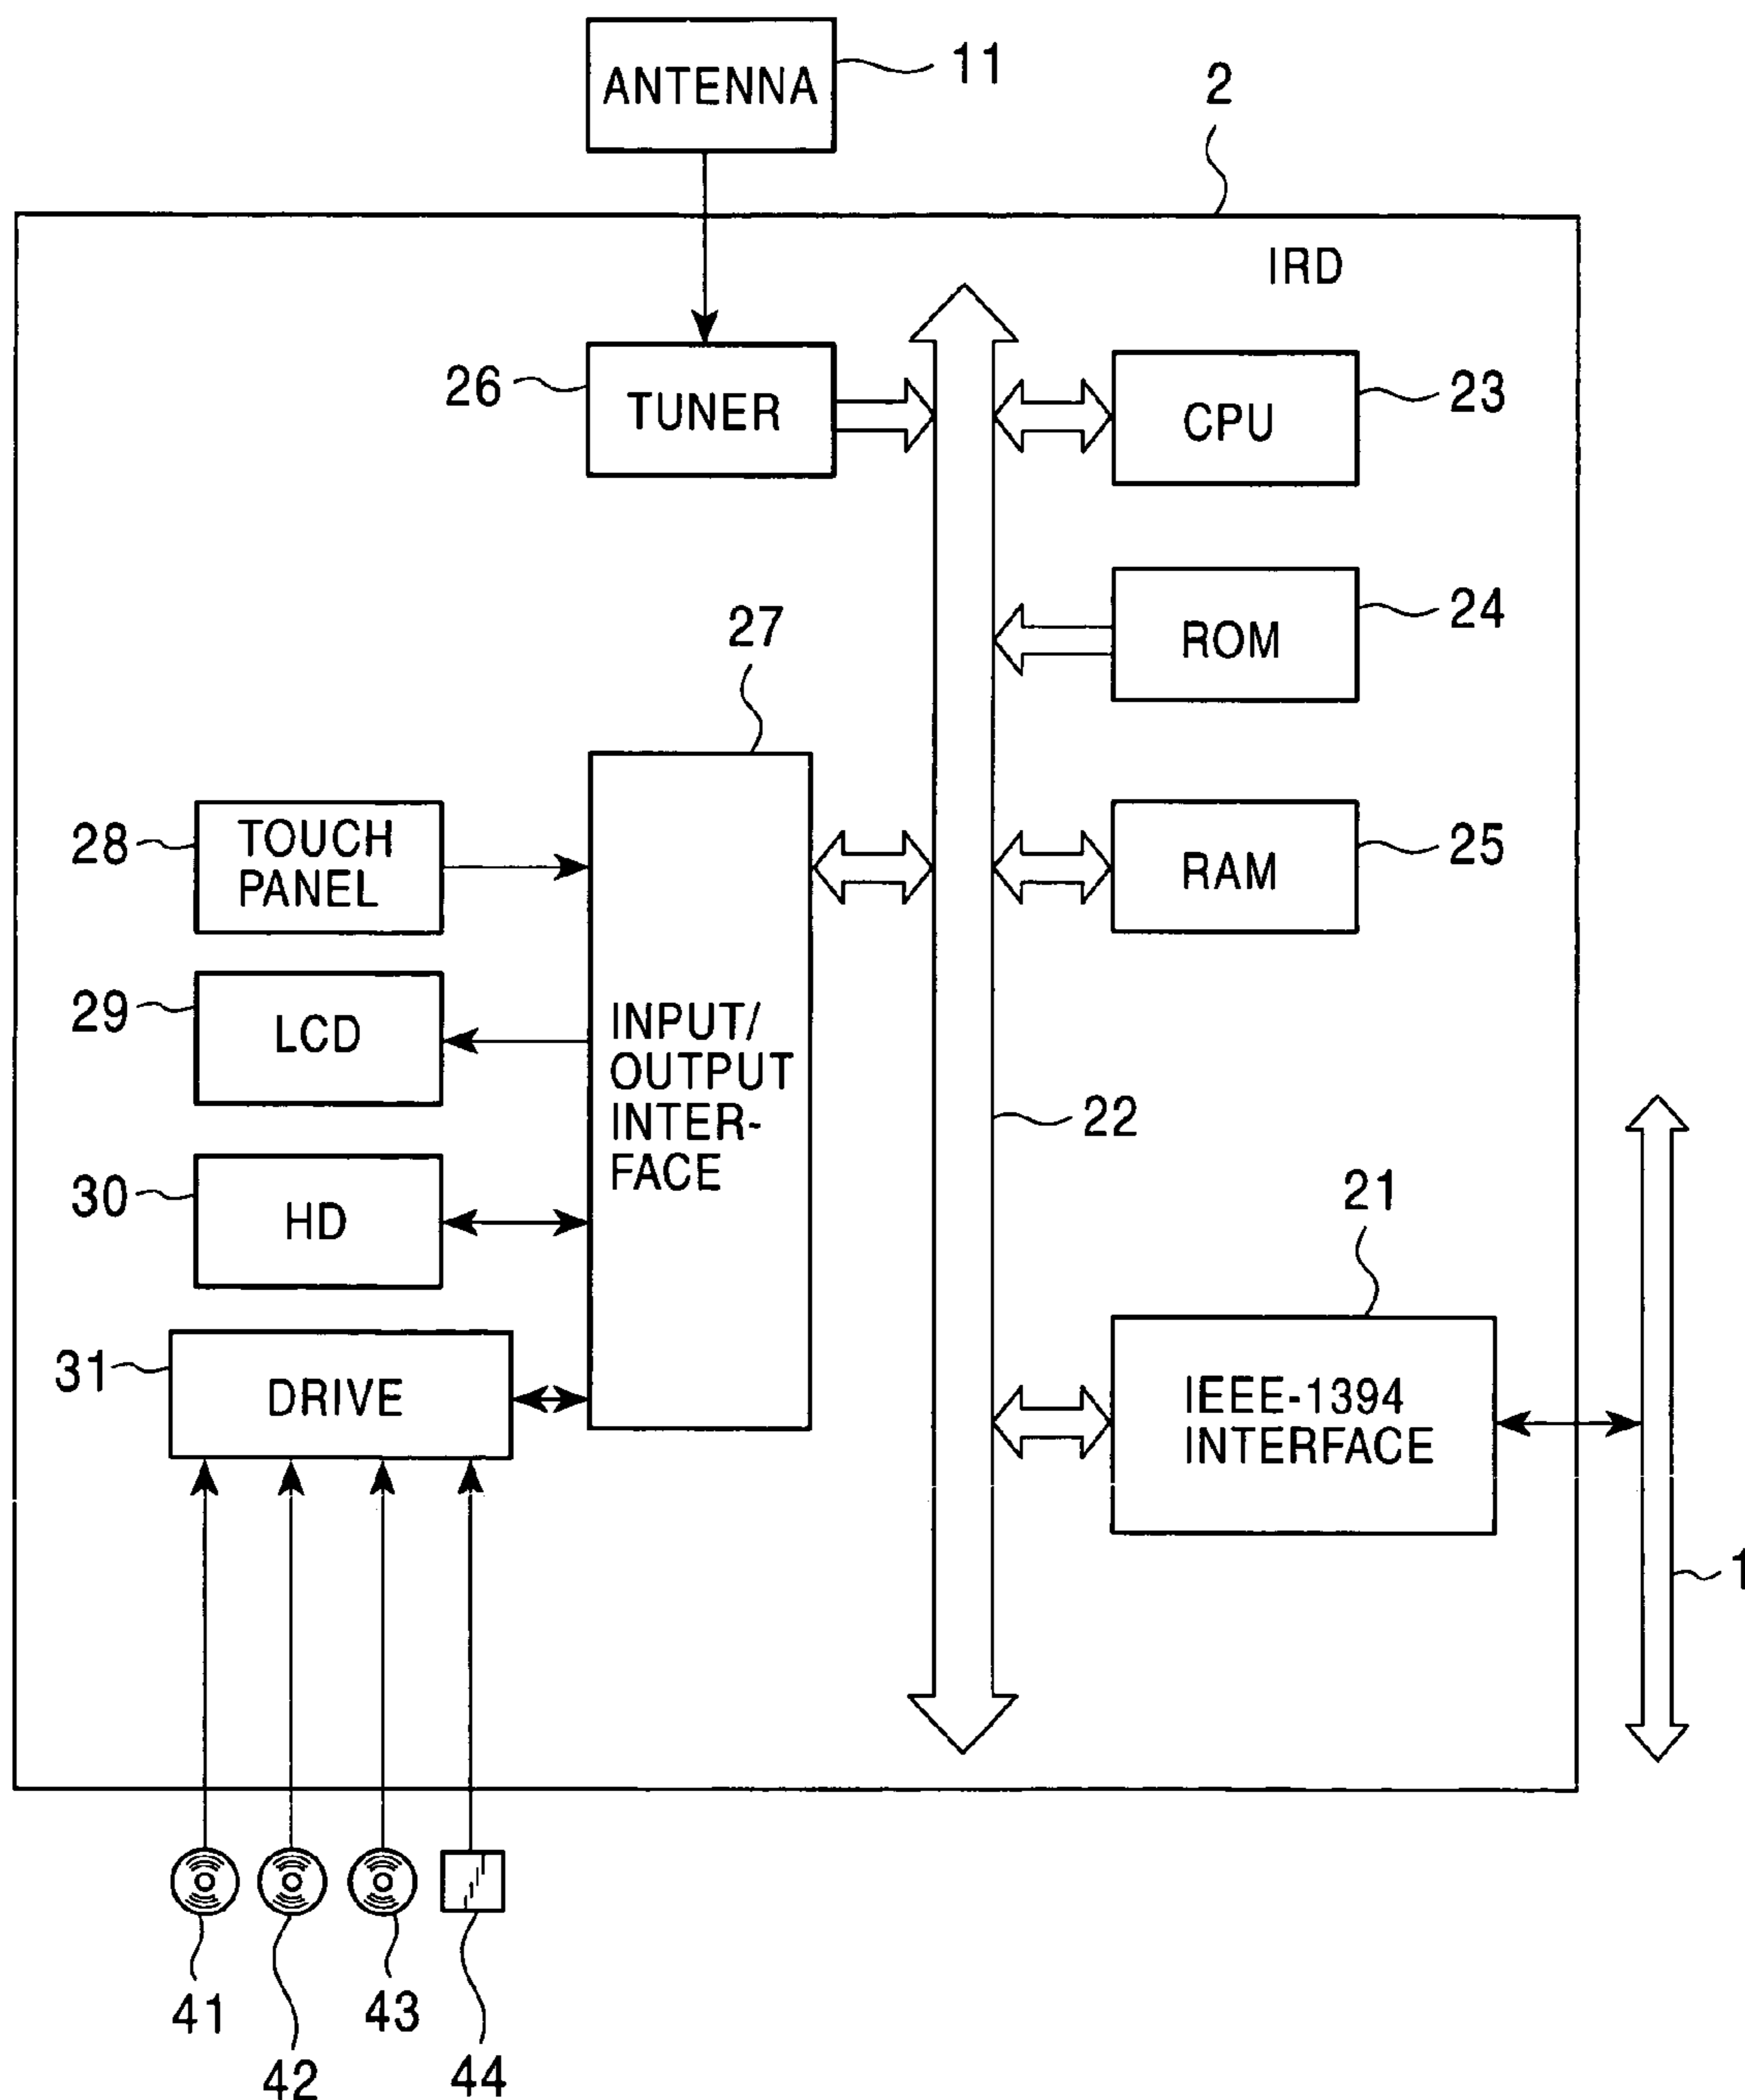 ANTENNA
11
2
IRD
26
TUNER
CPU
23
ROM
24
27
28
TOUCH
PANEL
RAM
25
29
LCD
INPUT/
OUTPUT
INTER-
FACE
22
30
HD
21
31
DRIVE
IEEE-1394
INTERFACE
1
41
42
43
44